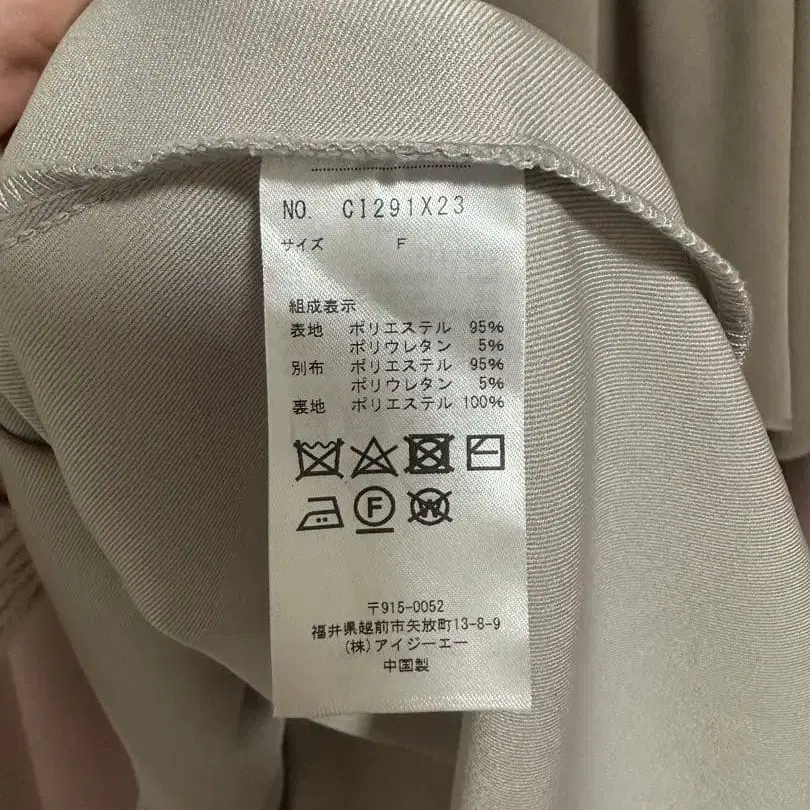 NO. C1291X23
サイズ F
組成表示
表地 ポリエステル 95%
ポリウレタン 5%
別布 ポリエステル 95%
ポリウレタン 5%
裏地 ポリエステル 100%
F
W
〒915-0052
福井県越前市矢放町13-8-9
(株)アイジーエー
中国製